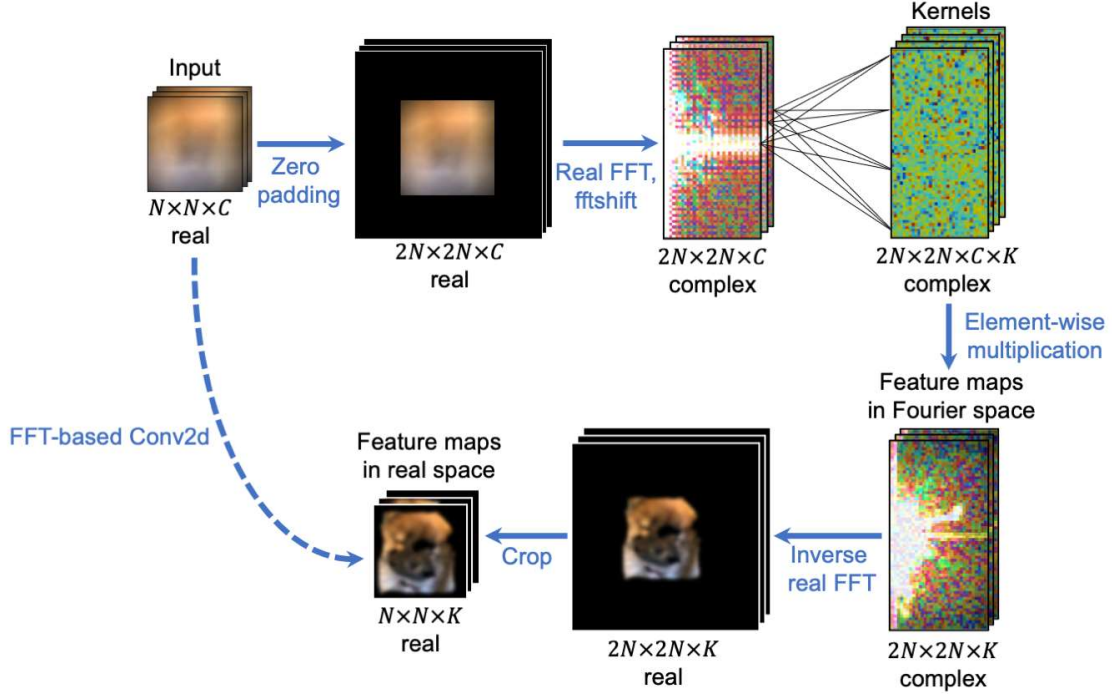 Input
N×N×C
real
Zero
padding
2N×2N×C
real
Real FFT,
fftshift
2N×2N×C
complex
Kernels
2N×2N×C×K
complex
Element-wise
multiplication
Feature maps
in Fourier space
2N×2N×K
complex
Inverse
real FFT
2N×2N×K
real
Crop
Feature maps
in real space
N×N×K
real
FFT-based Conv2d